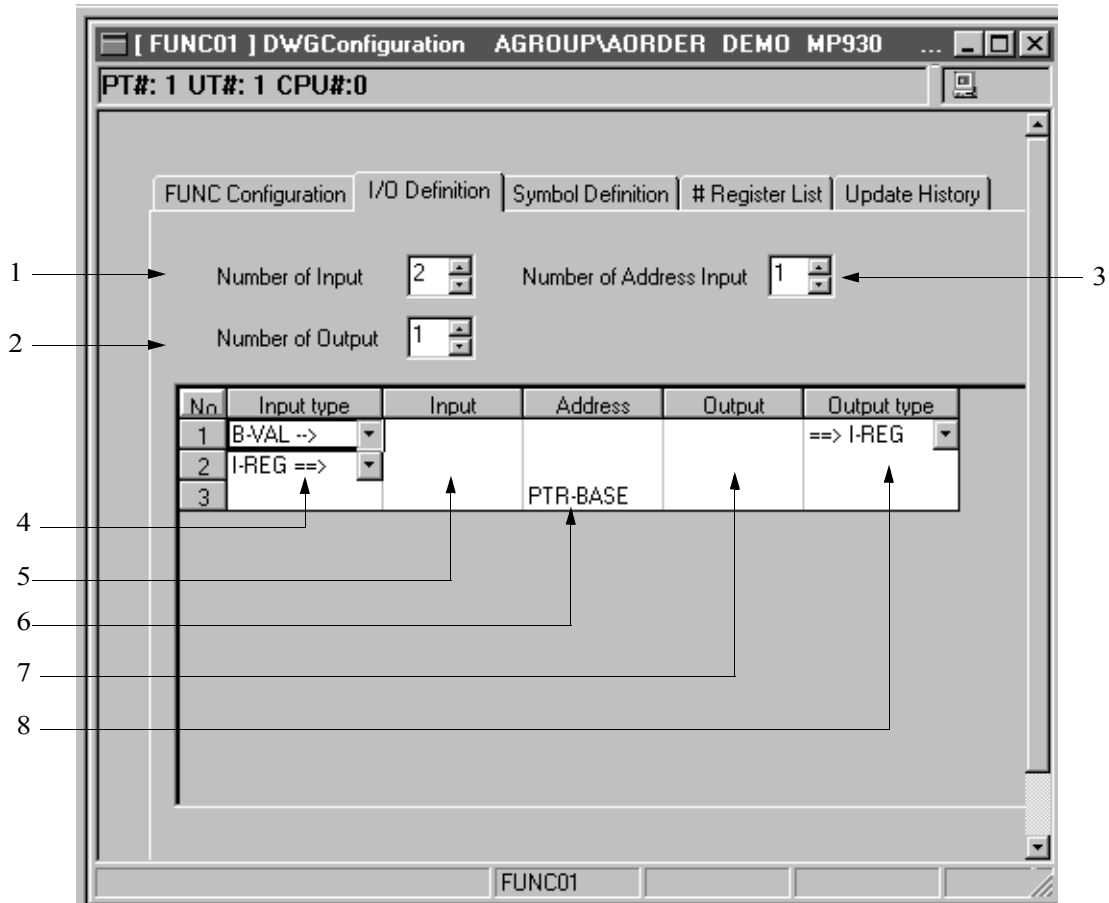 [ FUNC01 ] DWGConfiguration AGROUP\AORDER DEMO MP930 ...
PT#: 1 UT#: 1 CPU#:0
FUNC Configuration I/O Definition Symbol Definition # Register List Update History
1 Number of Input 2 Number of Address Input 1 3
2 Number of Output 1
No. Input type Input Address Output Output type
1 B-VAL --> ==> I-REG
2 I-REG ==>
3 PTR-BASE
4
5
6
7
8
FUNC01